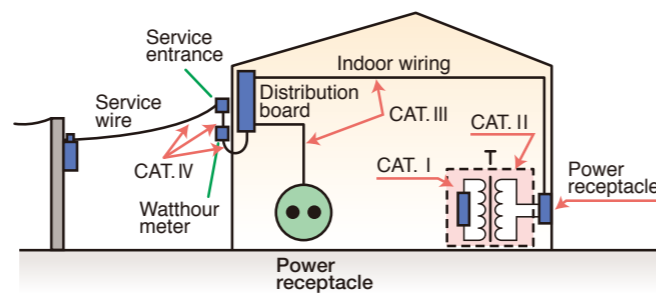 Service
entrance
Service
wire
CAT. IV
Watthour
meter
Indoor wiring
Distribution
board
CAT. III
CAT. II
CAT. I
T
Power
receptacle
Power
receptacle